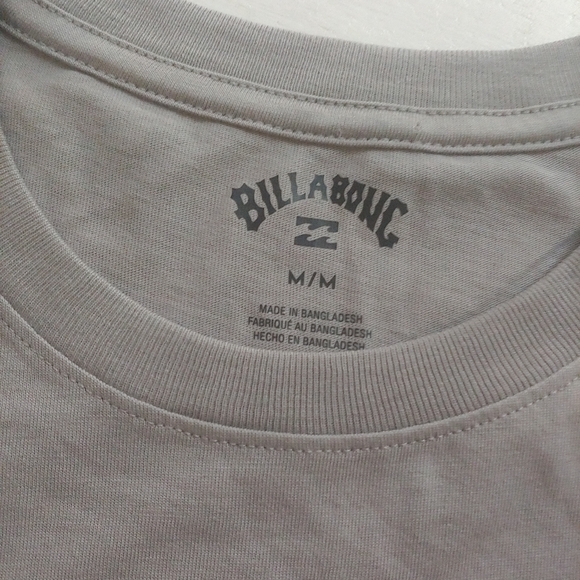 BILLABONG
M/M
MADE IN BANGLADESH
FABRIQUÉ AU BANGLADESH
HECHO EN BANGLADESH